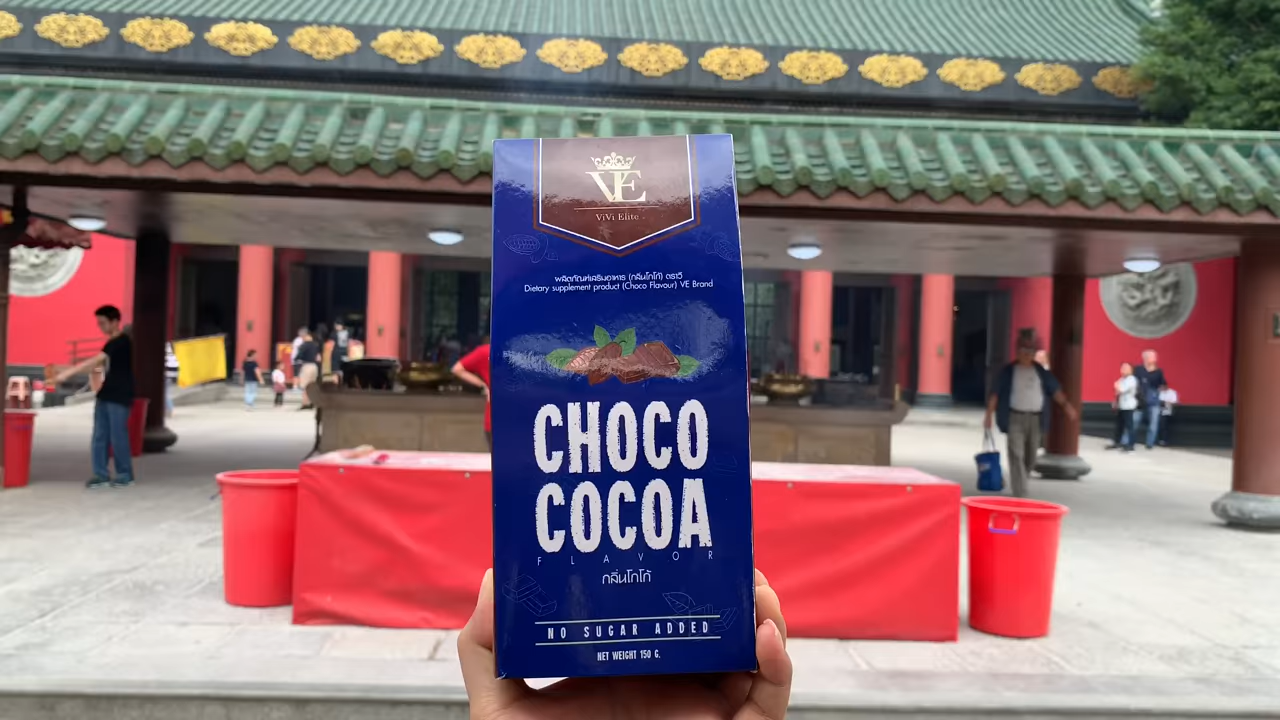 VE
ViVi Elite
ผลิตภัณฑ์เสริมอาหาร (กลิ่นโกโก้) ตราวี
Dietary supplement product (Choco Flavour) VE Brand
CHOCO
COCOA
FLAVOR
กลิ่นโกโก้
NO SUGAR ADDED
NET WEIGHT 150 G.